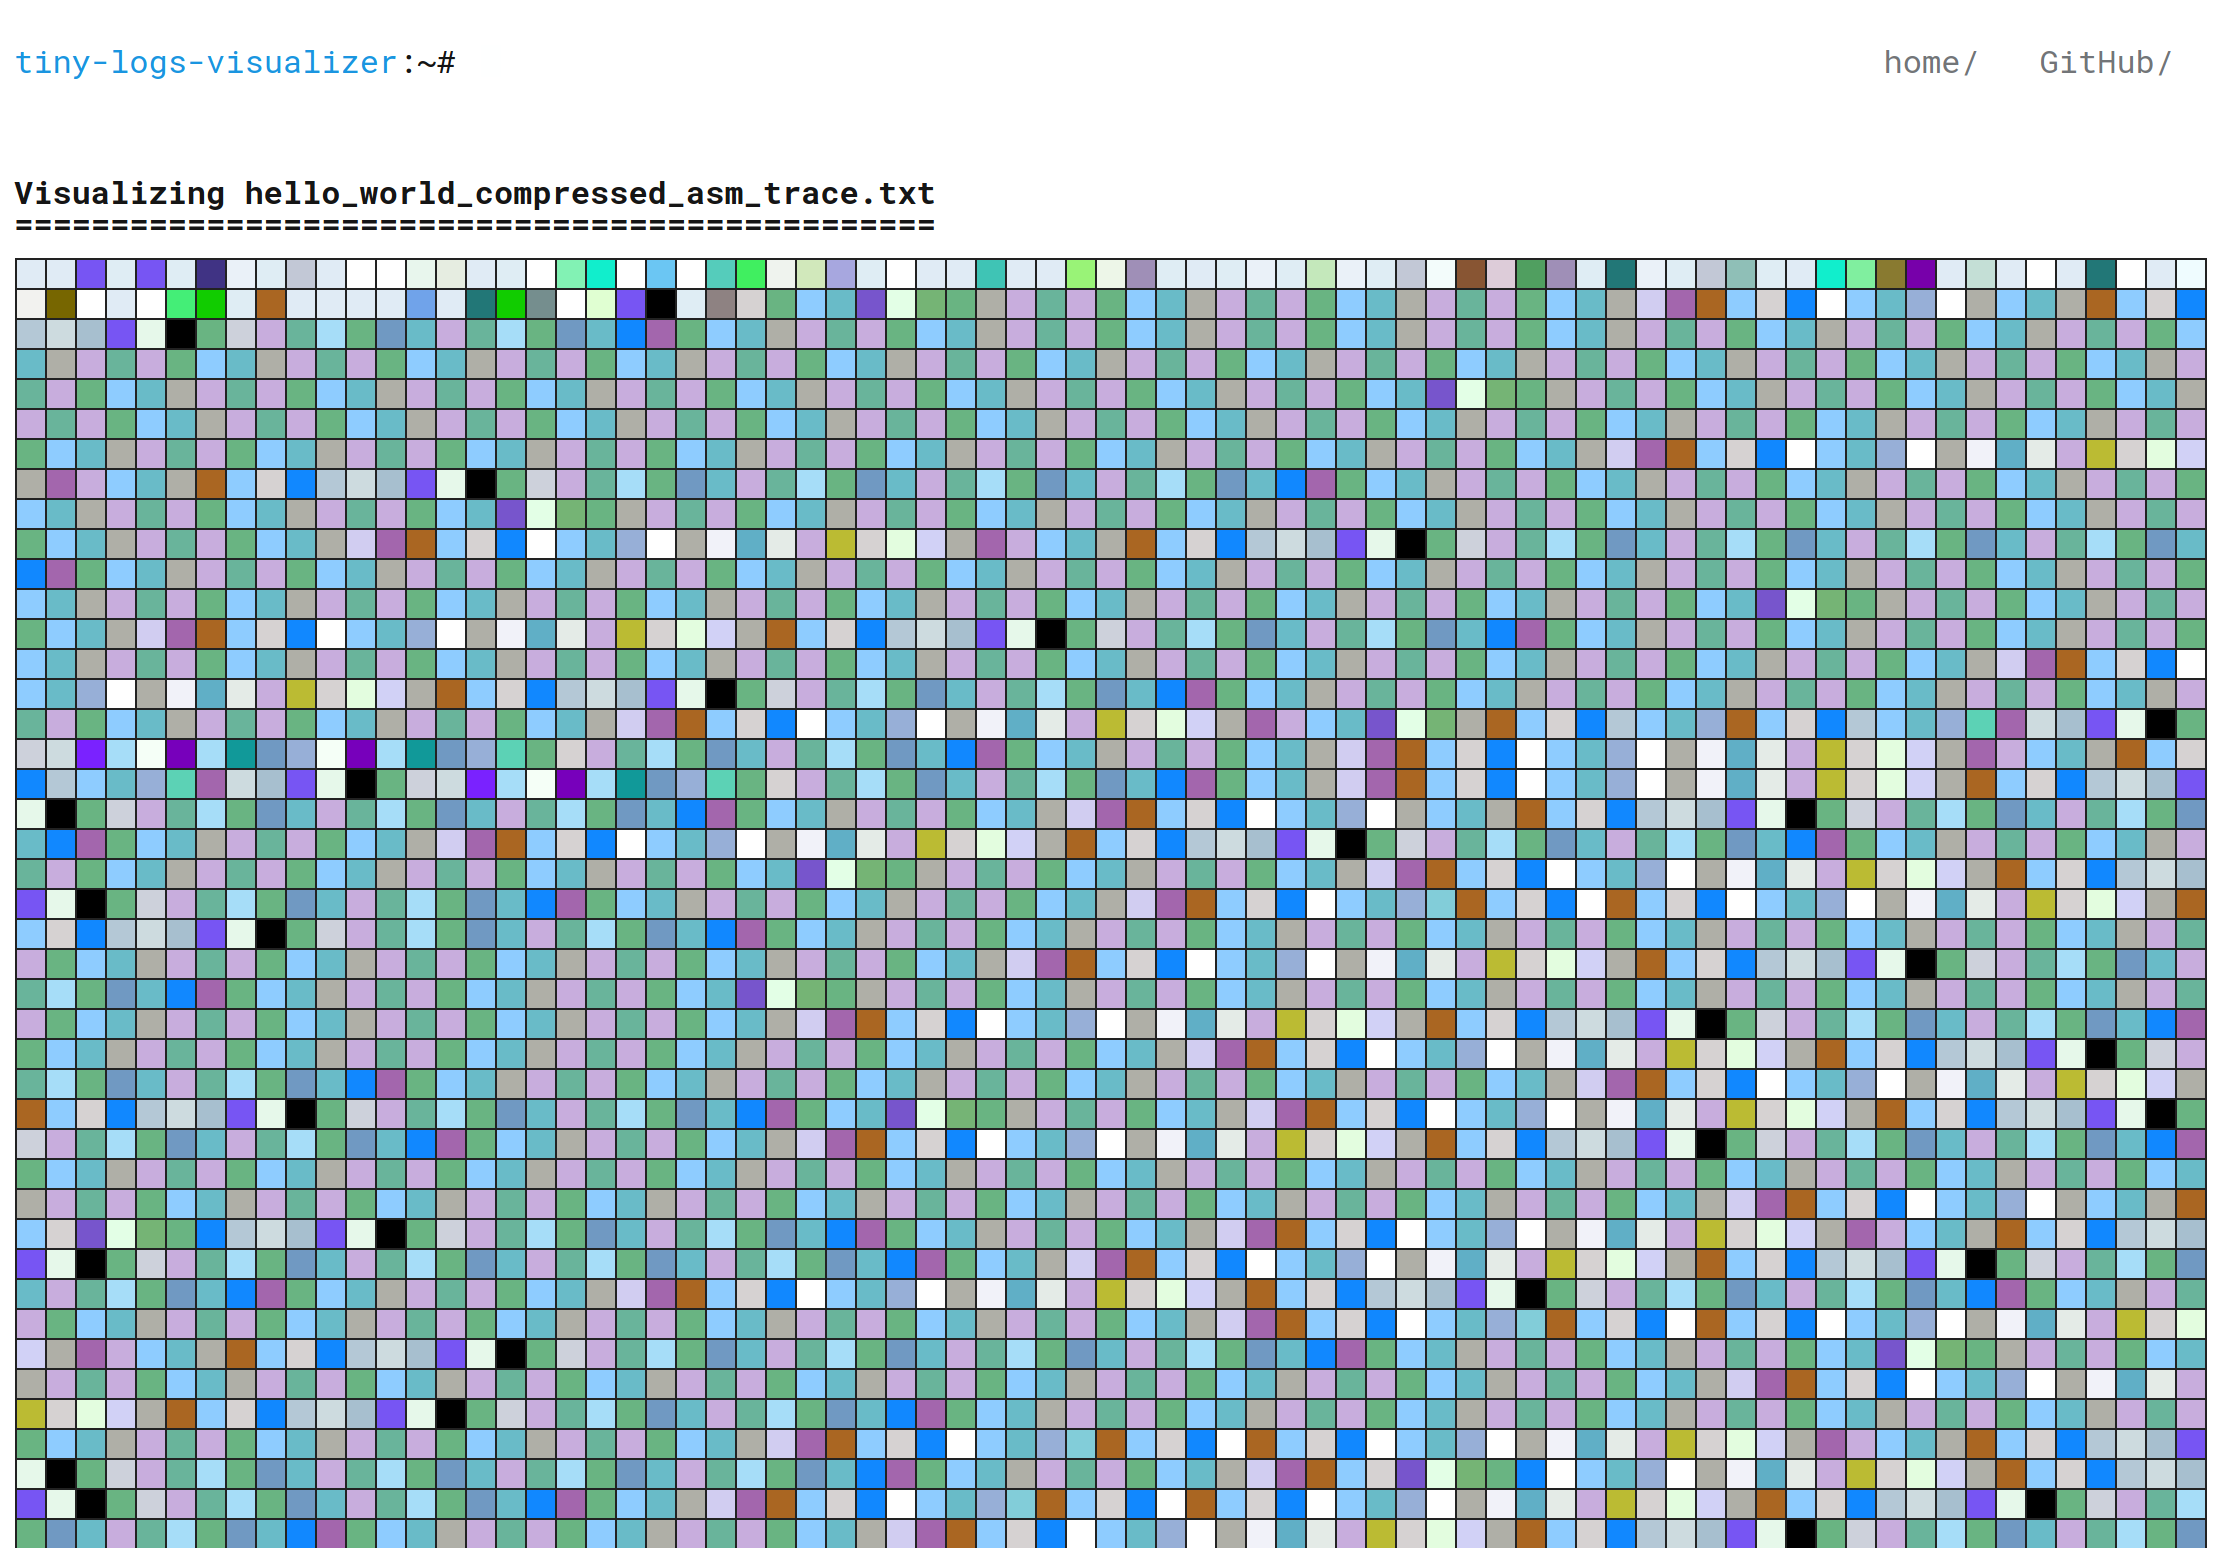 tiny-logs-visualizer:~#
home/ GitHub/
Visualizing hello_world_compressed_asm_trace.txt
================================================